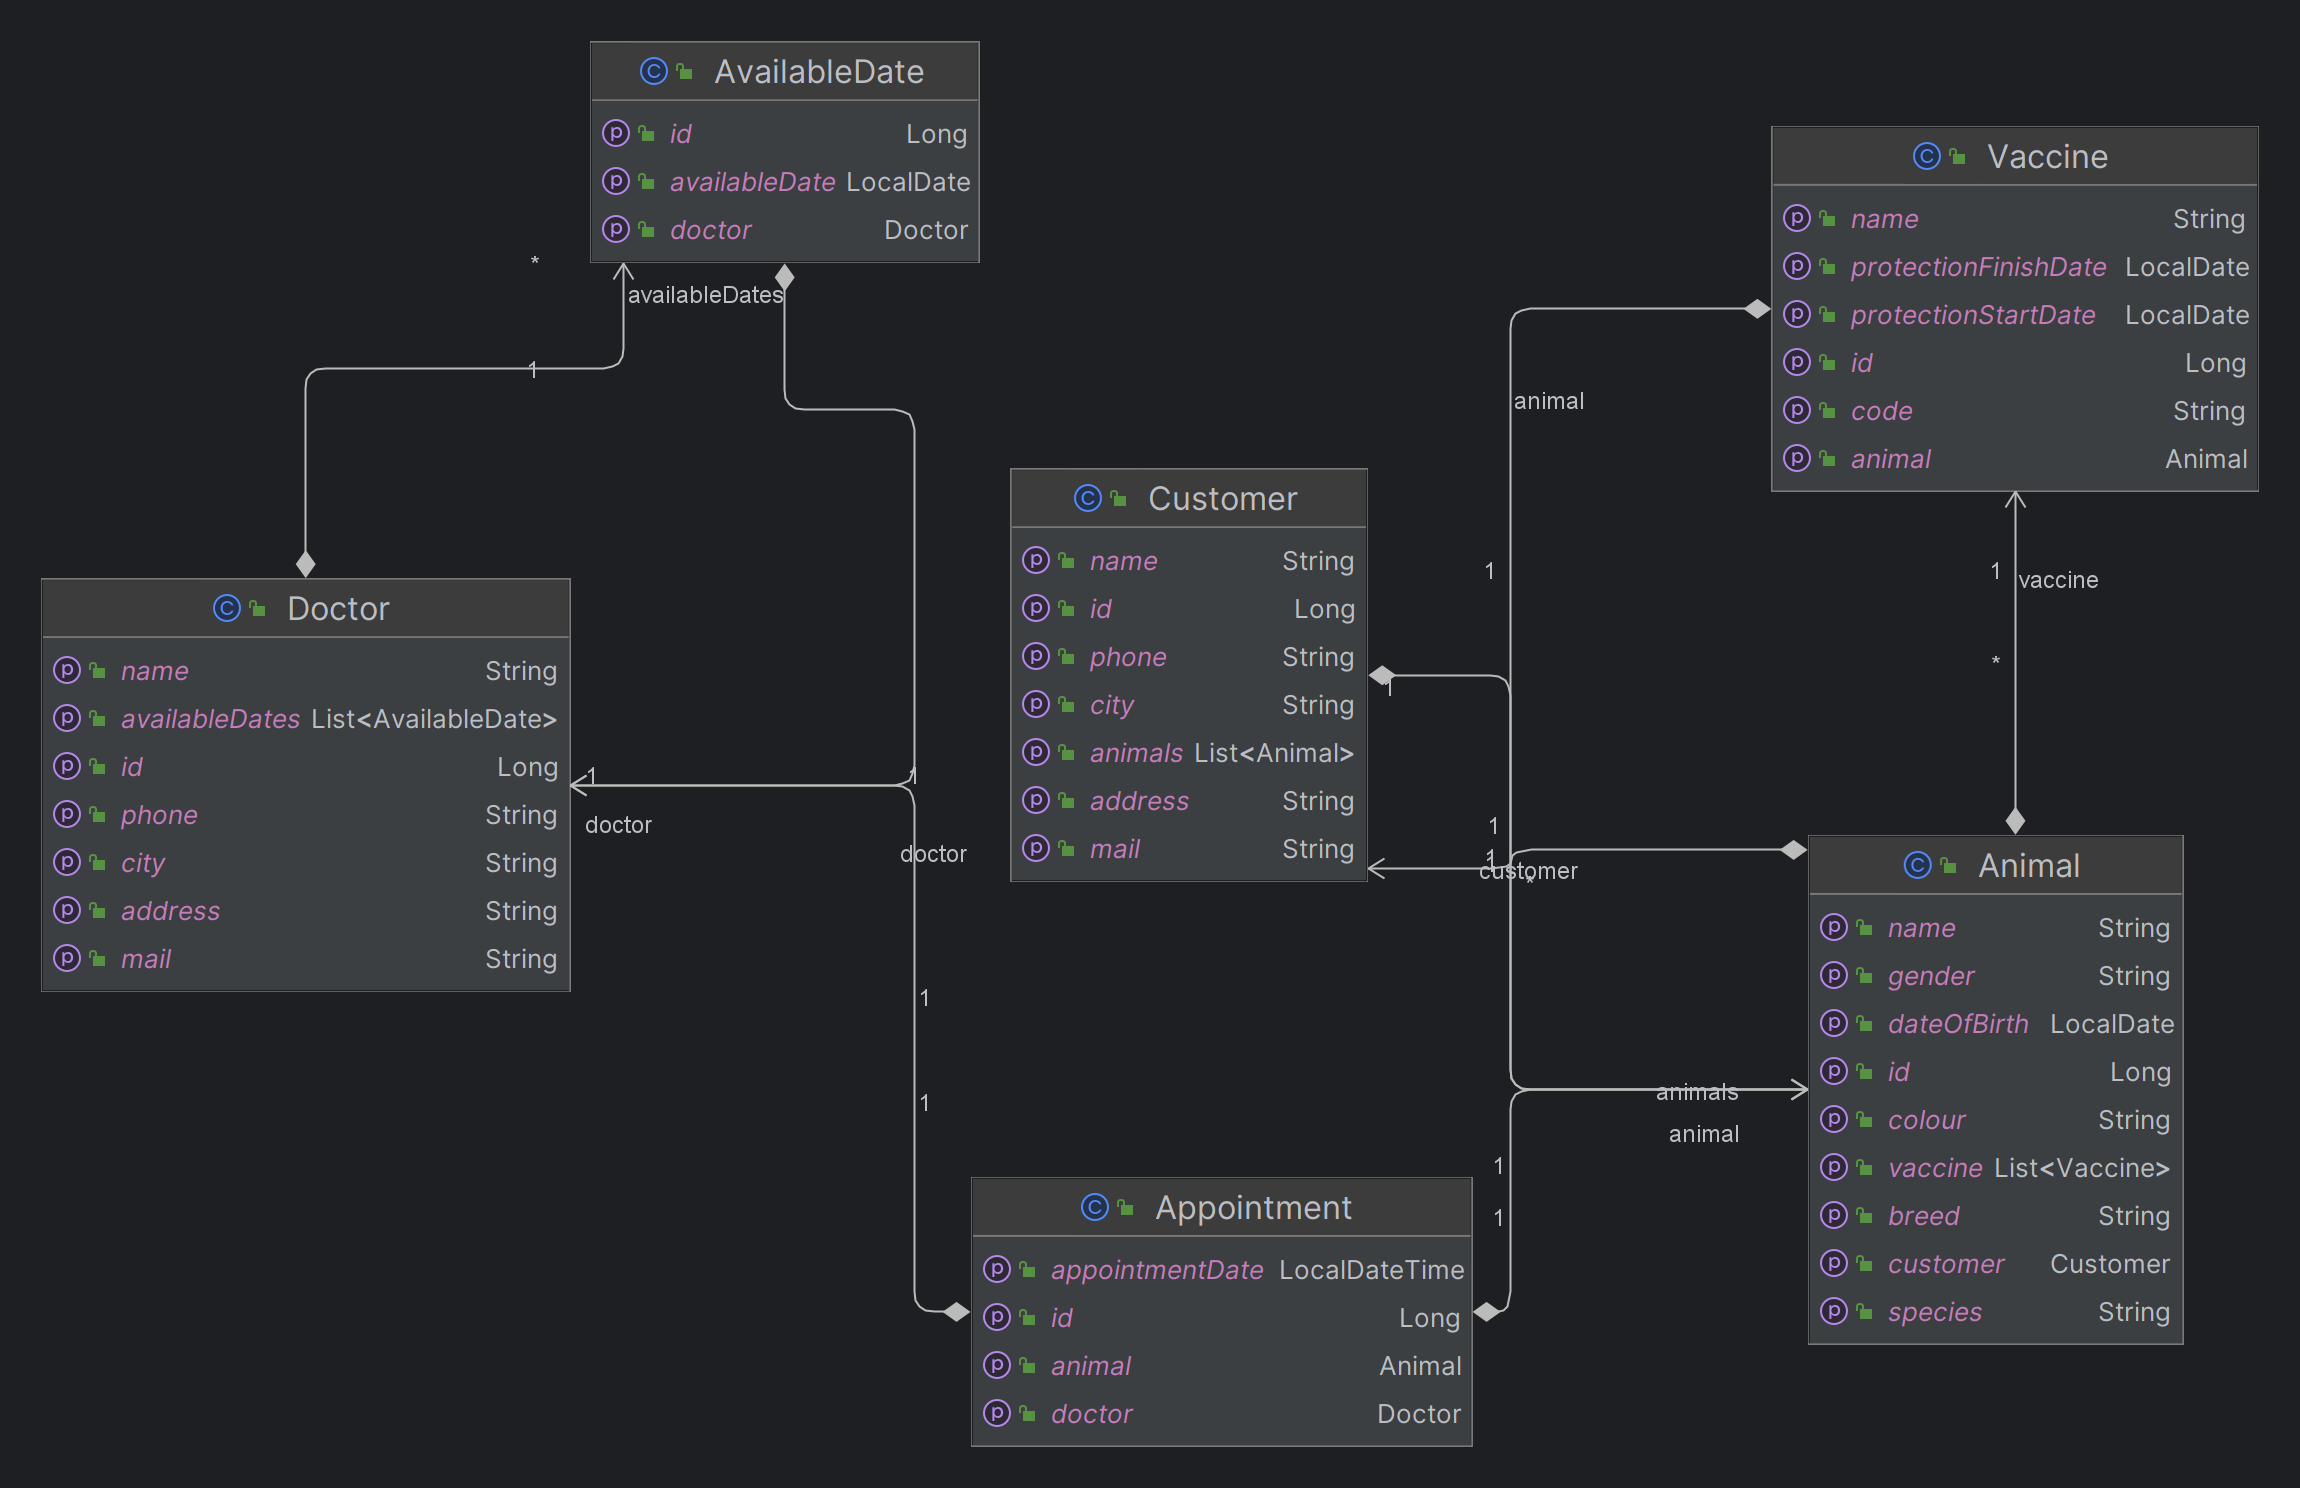 AvailableDate
id Long
availableDate LocalDate
doctor Doctor
*
availableDates
1
Vaccine
name String
protectionFinishDate LocalDate
protectionStartDate LocalDate
id Long
code String
animal Animal
animal
1
1
vaccine
*
Customer
name String
id Long
phone String
city String
animals List<Animal>
address String
mail String
1
1
1
customer
*
Doctor
name String
availableDates List<AvailableDate>
id Long
phone String
city String
address String
mail String
1
doctor
1
doctor
1
1
Animal
name String
gender String
dateOfBirth LocalDate
id Long
colour String
vaccine List<Vaccine>
breed String
customer Customer
species String
animals
animal
1
1
Appointment
appointmentDate LocalDateTime
id Long
animal Animal
doctor Doctor